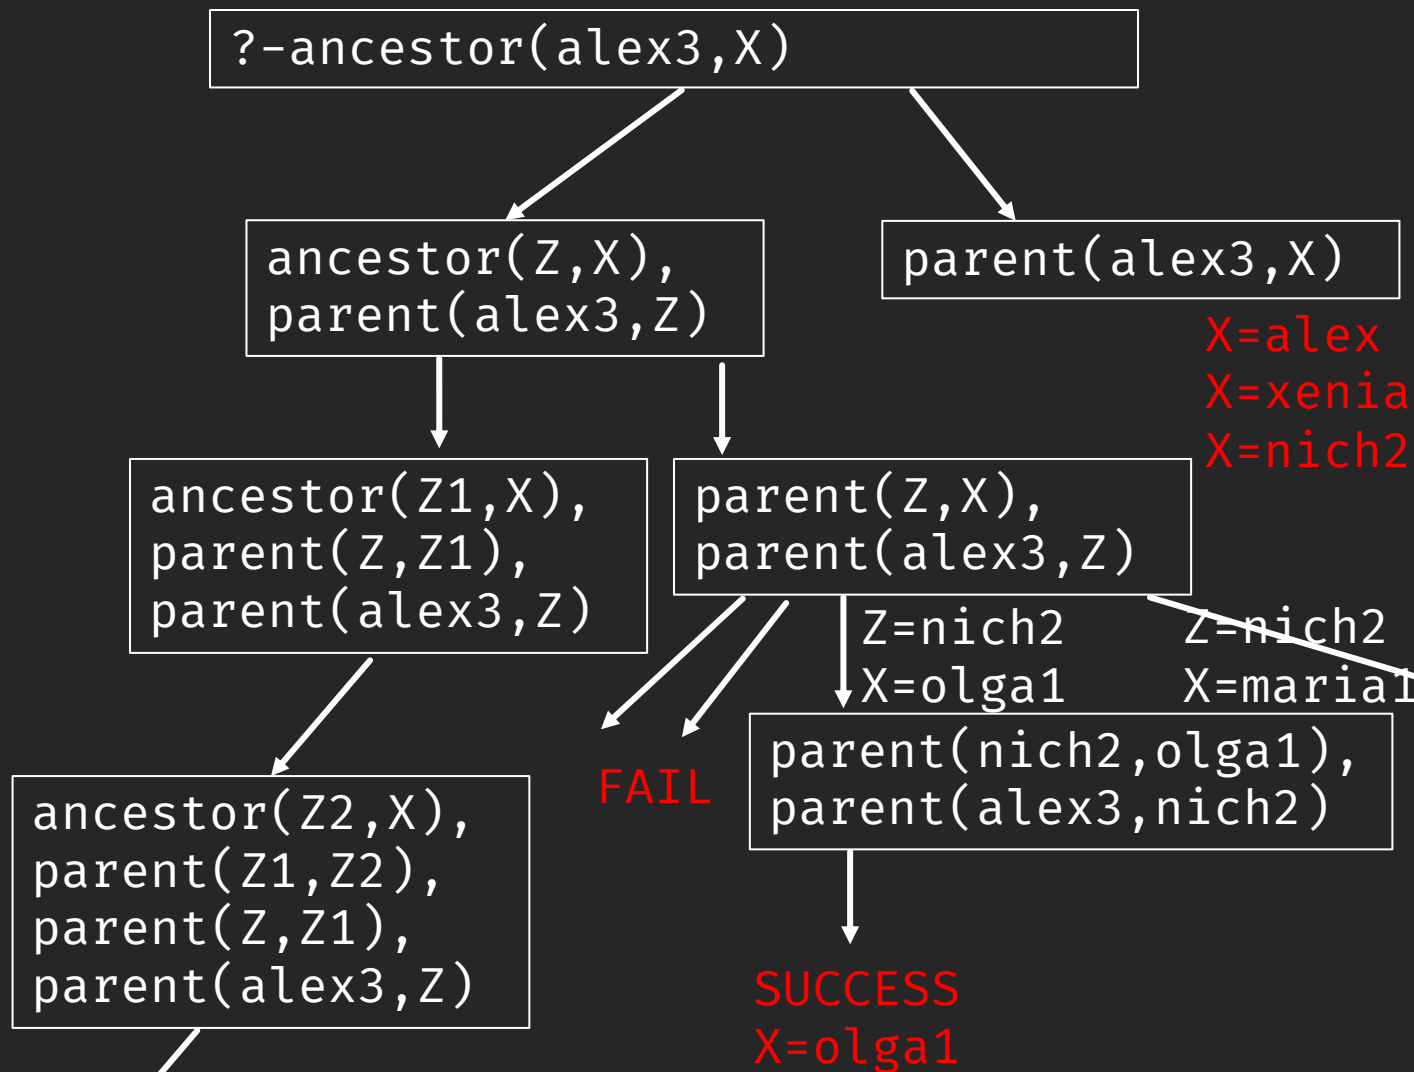 ?-ancestor(alex3,X)
ancestor(Z,X),
parent(alex3,Z)
parent(alex3,X)
X=alex
X=xenia
X=nich2
ancestor(Z1,X),
parent(Z,Z1),
parent(alex3,Z)
parent(Z,X),
parent(alex3,Z)
Z=nich2
X=olga1
Z=nich2
X=maria1
ancestor(Z2,X),
parent(Z1,Z2),
parent(Z,Z1),
parent(alex3,Z)
FAIL
parent(nich2,olga1),
parent(alex3,nich2)
SUCCESS
X=olga1